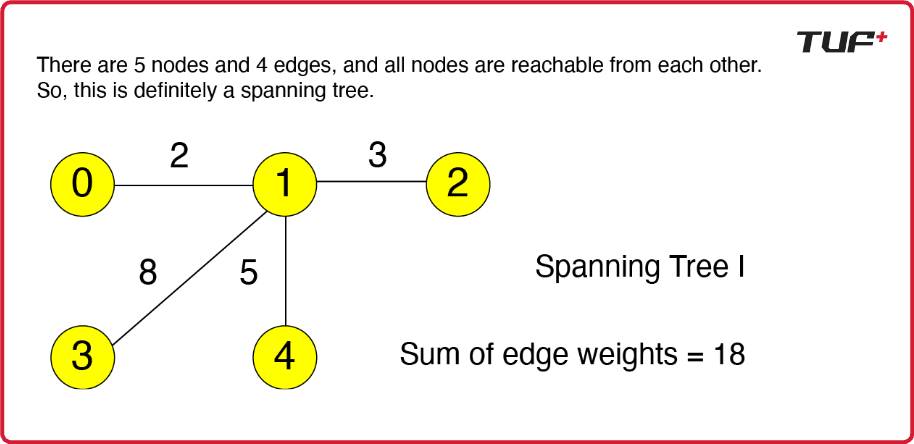 TUF+
There are 5 nodes and 4 edges, and all nodes are reachable from each other.
So, this is definitely a spanning tree.
2
3
0
1
2
8
5
Spanning Tree I
3
4
Sum of edge weights = 18